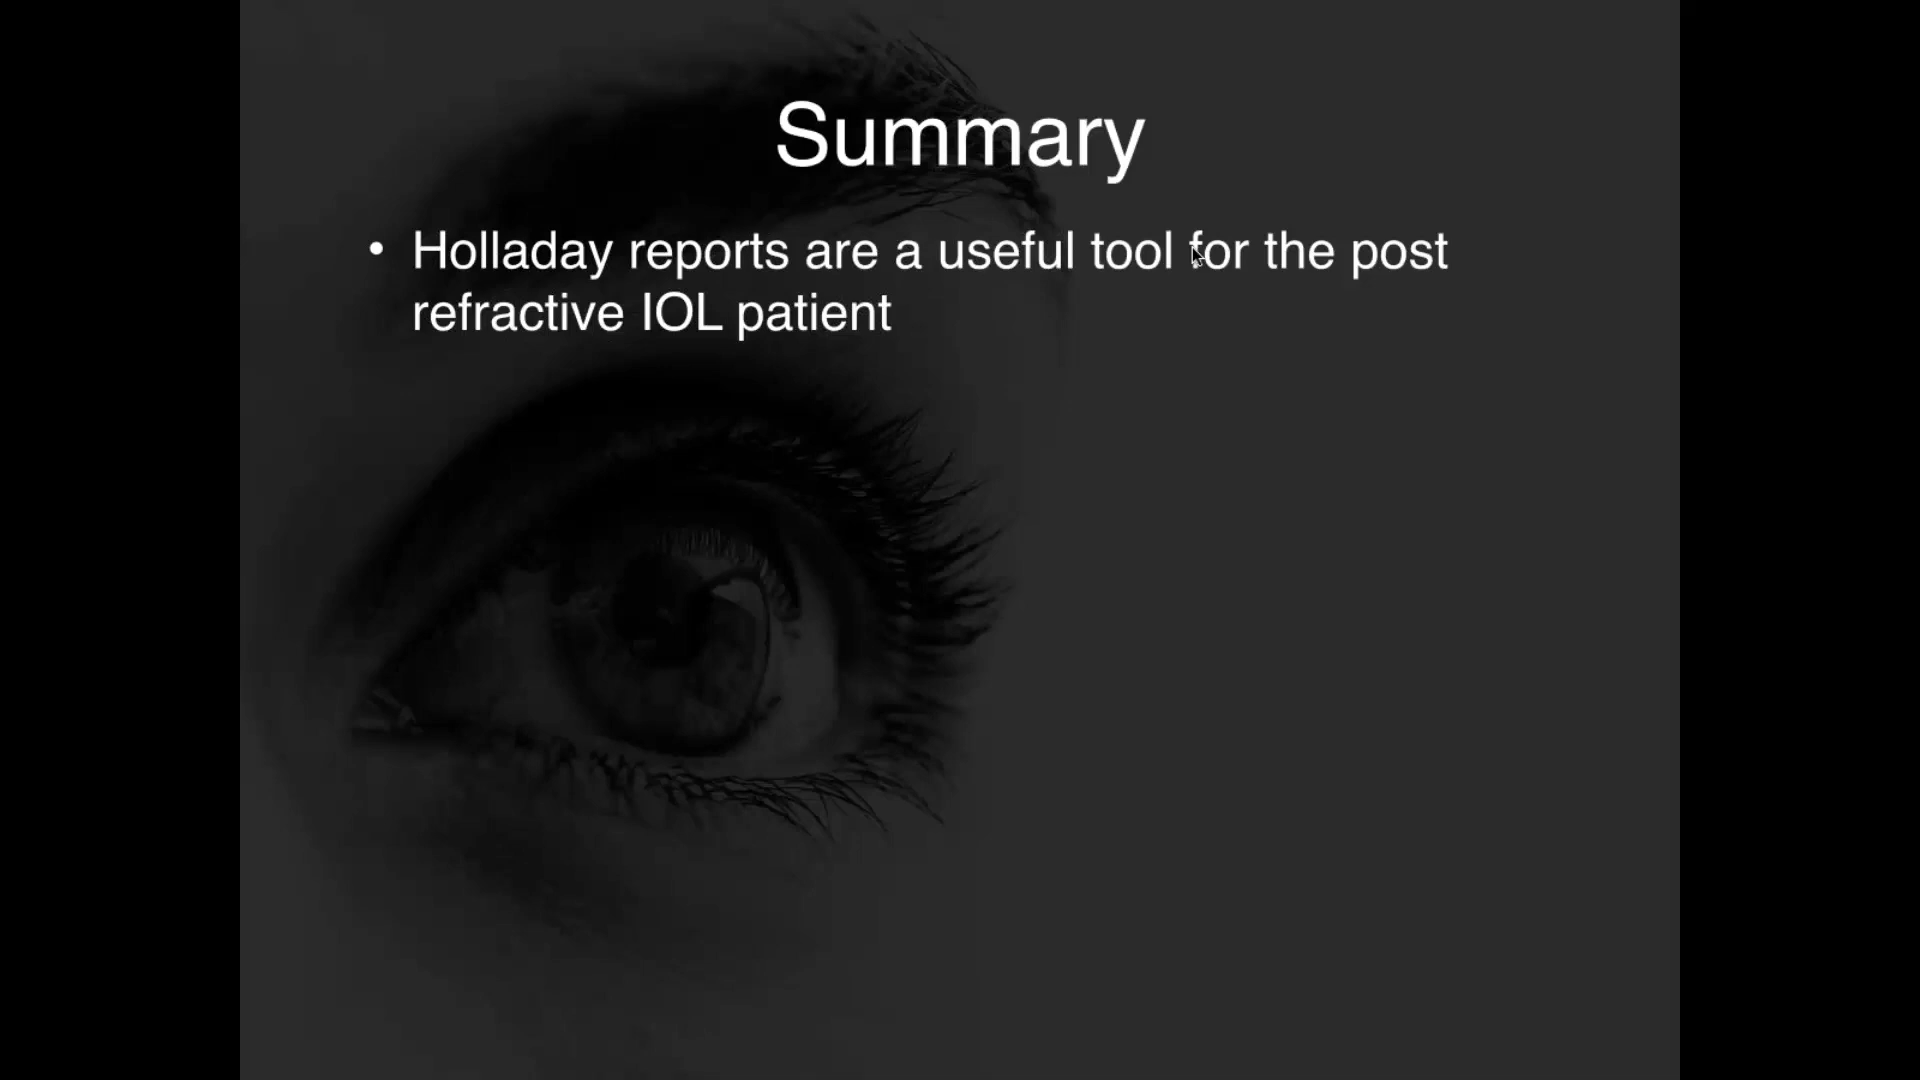 Summary
• Holladay reports are a useful tool for the post
refractive IOL patient